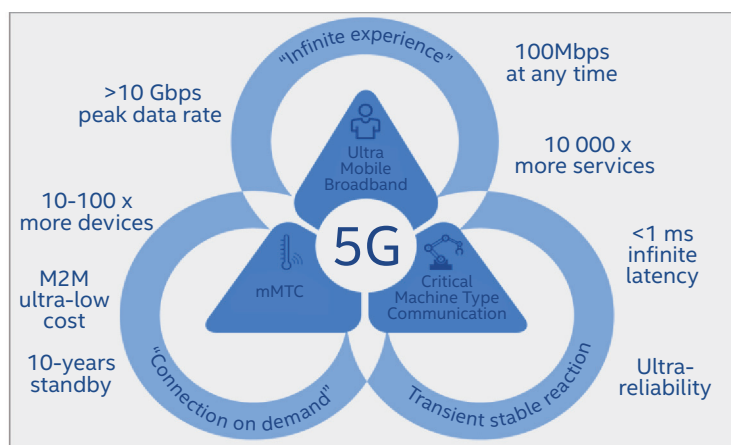 “Infinite experience”
>10 Gbps
peak data rate
100Mbps
at any time
10 000 x
more services
Ultra
Mobile
Broadband
10-100 x
more devices
M2M
ultra-low
cost
10-years
standby
5G
mMTC
Critical
Machine Type
Communication
<1 ms
infinite
latency
Ultra-
reliability
“Connection on demand”
Transient stable reaction